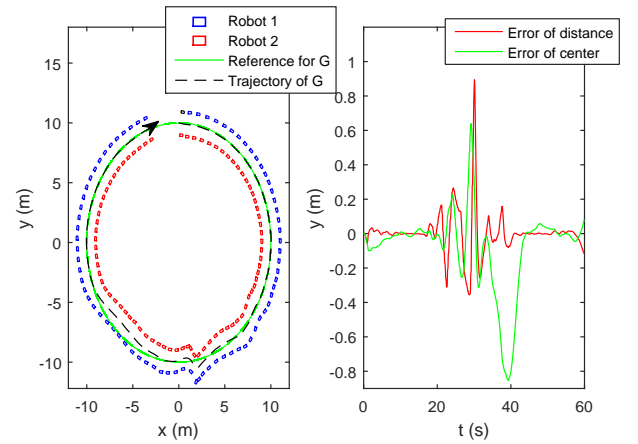 Robot 1
Robot 2
Reference for G
Trajectory of G
Error of distance
Error of center
15
10
5
0
-5
-10
y (m)
-10 -5 0 5 10
x (m)
1
0.8
0.6
0.4
0.2
0
-0.2
-0.4
-0.6
-0.8
y (m)
0 20 40 60
t (s)